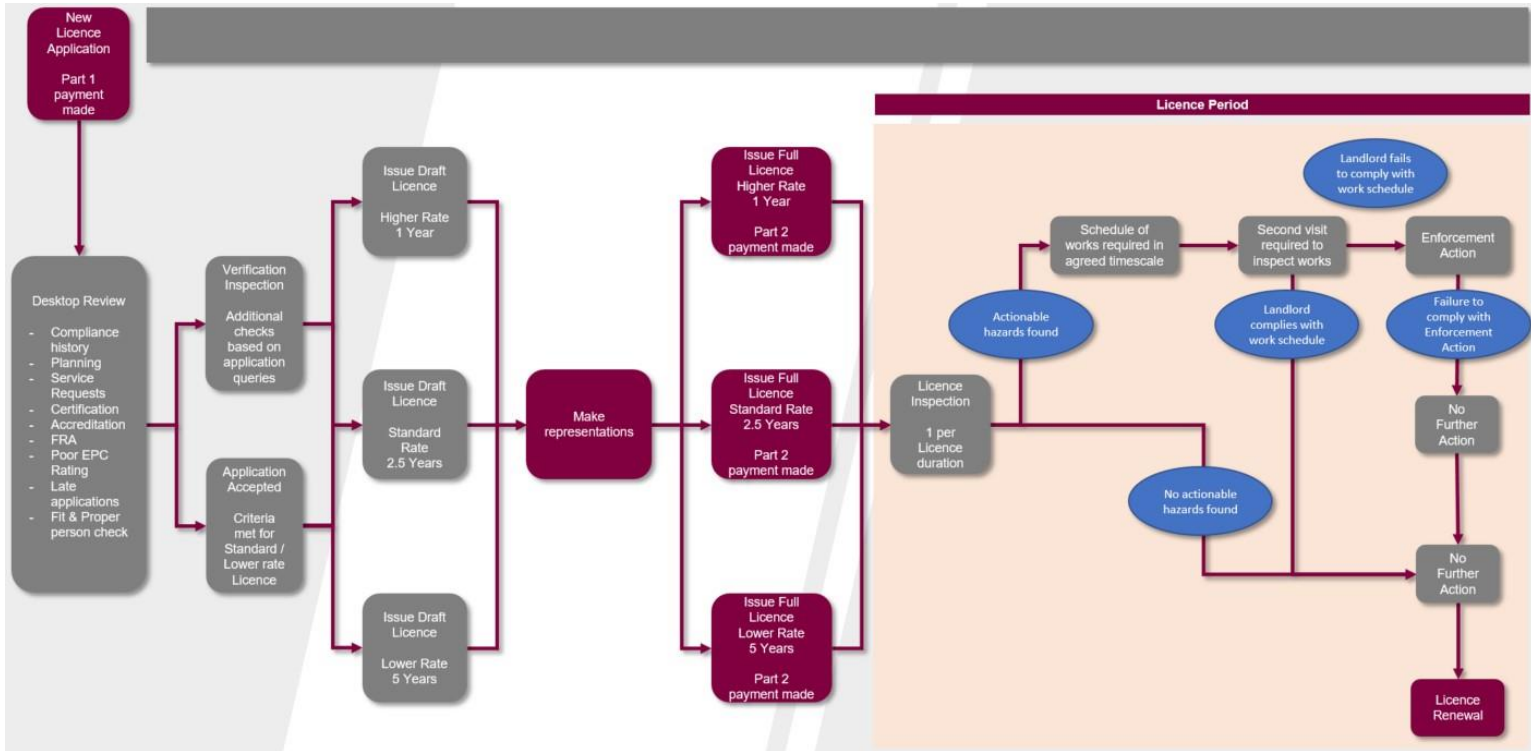 New
Licence
Application
Part 1
payment
made
Desktop Review
- Compliance
history
- Planning
- Service
Requests
- Certification
- Accreditation
- FRA
- Poor EPC
Rating
- Late
applications
- Fit & Proper
person check
Verification
Inspection
Additional
checks
based on
application
queries
Application
Accepted
Criteria
met for
Standard /
Lower rate
Licence
Issue Draft
Licence
Higher Rate
1 Year
Issue Draft
Licence
Standard
Rate
2.5 Years
Issue Draft
Licence
Lower Rate
5 Years
Make
representations
Issue Full
Licence
Higher Rate
1 Year
Part 2
payment made
Issue Full
Licence
Standard Rate
2.5 Years
Part 2
payment made
Issue Full
Licence
Lower Rate
5 Years
Part 2
payment made
Licence Period
Licence
Inspection
1 per
Licence
duration
Actionable
hazards found
No actionable
hazards found
Schedule of
works required in
agreed timescale
Second visit
required to
inspect works
Landlord
complies with
work schedule
Landlord fails
to comply with
work schedule
Enforcement
Action
Failure to
comply with
Enforcement
Action
No
Further
Action
No
Further
Action
Licence
Renewal